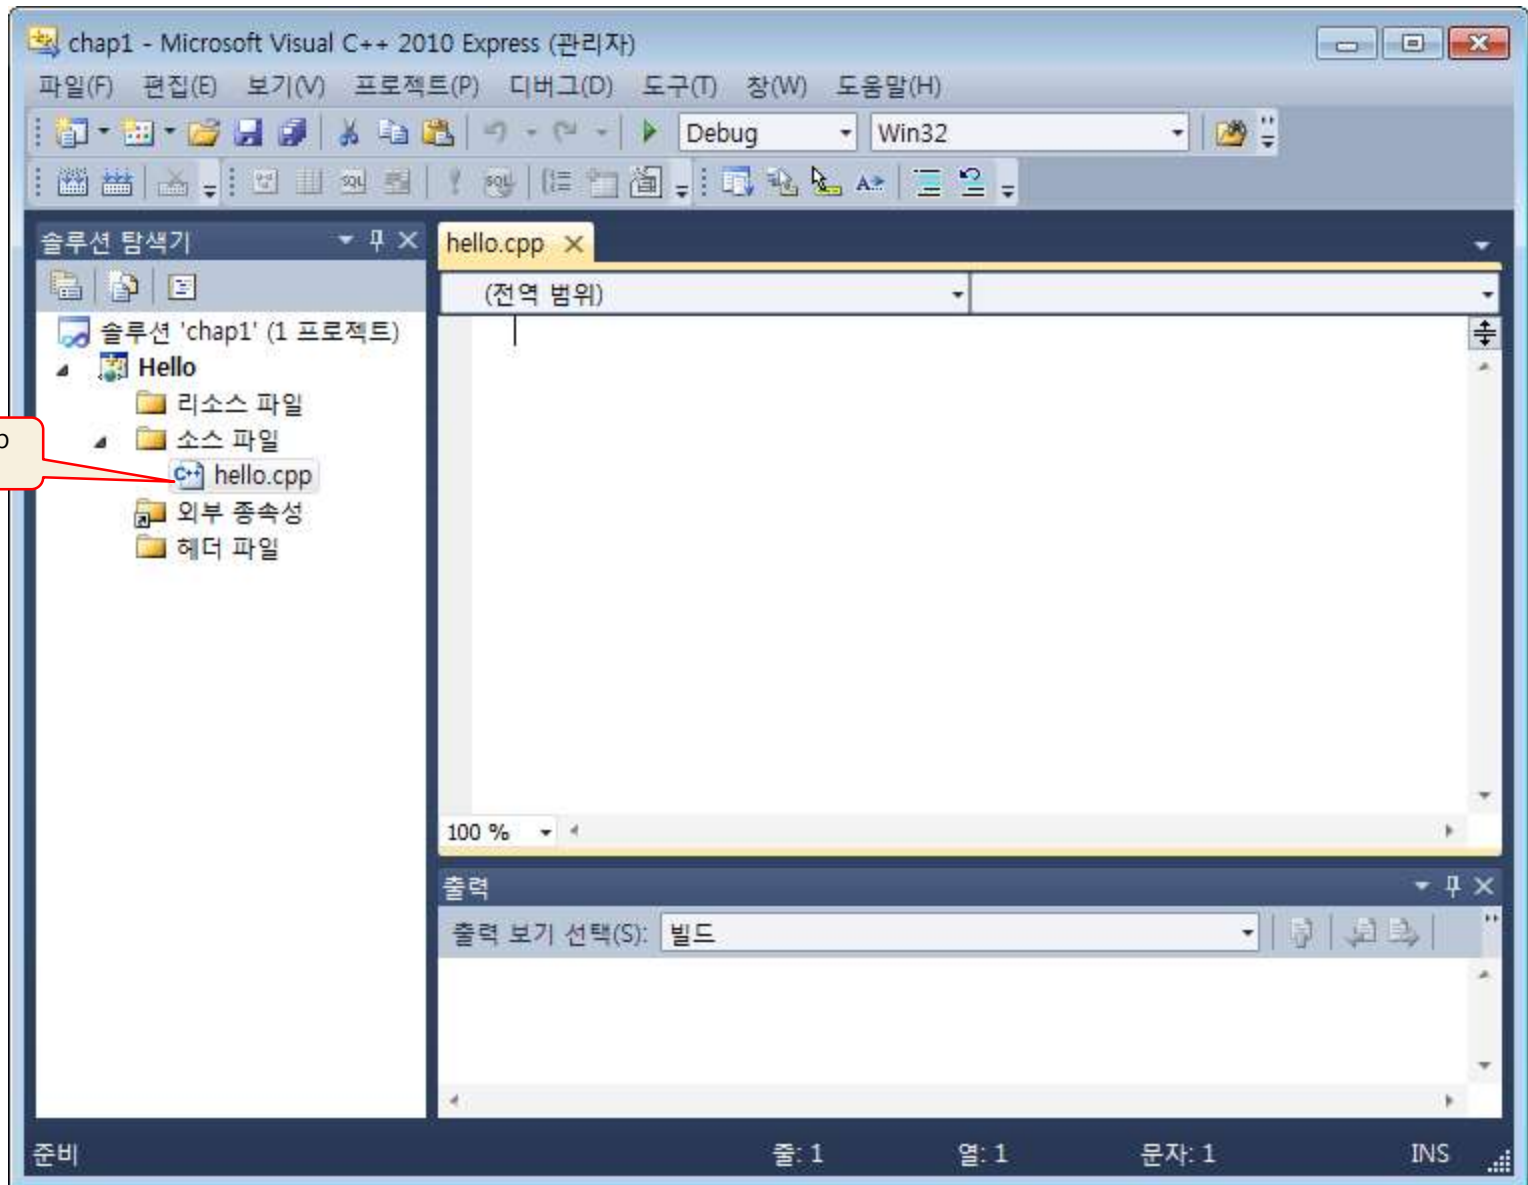 chap1 - Microsoft Visual C++ 2010 Express (관리자)
파일(F) 편집(E) 보기(V) 프로젝트(P) 디버그(D) 도구(T) 창(W) 도움말(H)
Debug Win32
솔루션 탐색기
hello.cpp
(전역 범위)
솔루션 'chap1' (1 프로젝트)
Hello
리소스 파일
소스 파일
hello.cpp
외부 종속성
헤더 파일
100 %
출력
출력 보기 선택(S): 빌드
준비 줄: 1 열: 1 문자: 1 INS